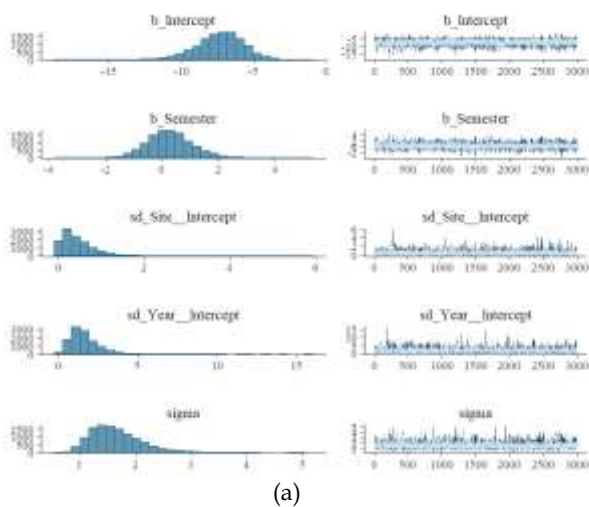 b_Intercept b_Intercept
-15 -10 -5 0 0 500 1000 1500 2000 2500 3000
b_Semester b_Semester
-4 -2 0 2 4 6 0 500 1000 1500 2000 2500 3000
sd_Site__Intercept sd_Site__Intercept
0 2 4 6 0 500 1000 1500 2000 2500 3000
sd_Year__Intercept sd_Year__Intercept
0 5 10 15 0 500 1000 1500 2000 2500 3000
sigma sigma
1 2 3 4 5 0 500 1000 1500 2000 2500 3000
(a)